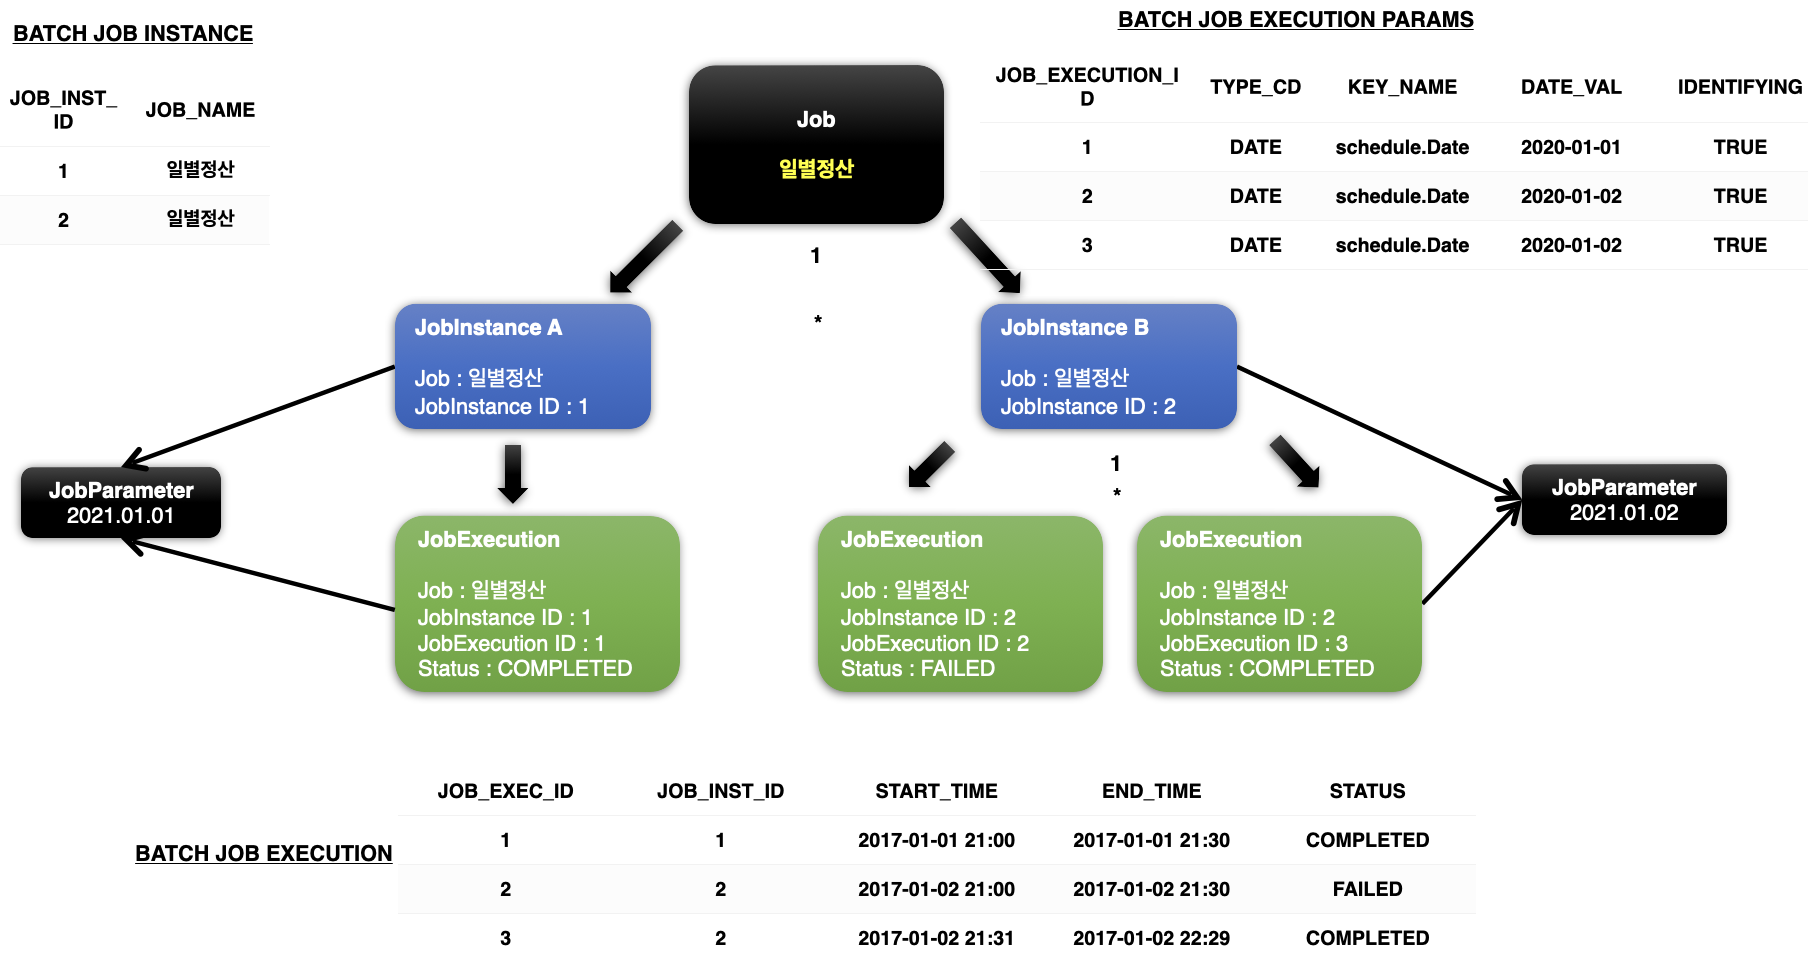 BATCH JOB INSTANCE
JOB_INST_
ID
JOB_NAME
1 일별정산
2 일별정산
BATCH JOB EXECUTION PARAMS
JOB_EXECUTION_I
D
TYPE_CD KEY_NAME DATE_VAL IDENTIFYING
1 DATE schedule.Date 2020-01-01 TRUE
2 DATE schedule.Date 2020-01-02 TRUE
3 DATE schedule.Date 2020-01-02 TRUE
Job
일별정산
1
*
JobInstance A
Job : 일별정산
JobInstance ID : 1
JobInstance B
Job : 일별정산
JobInstance ID : 2
1
*
JobParameter
2021.01.01
JobParameter
2021.01.02
JobExecution
Job : 일별정산
JobInstance ID : 1
JobExecution ID : 1
Status : COMPLETED
JobExecution
Job : 일별정산
JobInstance ID : 2
JobExecution ID : 2
Status : FAILED
JobExecution
Job : 일별정산
JobInstance ID : 2
JobExecution ID : 3
Status : COMPLETED
BATCH JOB EXECUTION
JOB_EXEC_ID JOB_INST_ID START_TIME END_TIME STATUS
1 1 2017-01-01 21:00 2017-01-01 21:30 COMPLETED
2 2 2017-01-02 21:00 2017-01-02 21:30 FAILED
3 2 2017-01-02 21:31 2017-01-02 22:29 COMPLETED